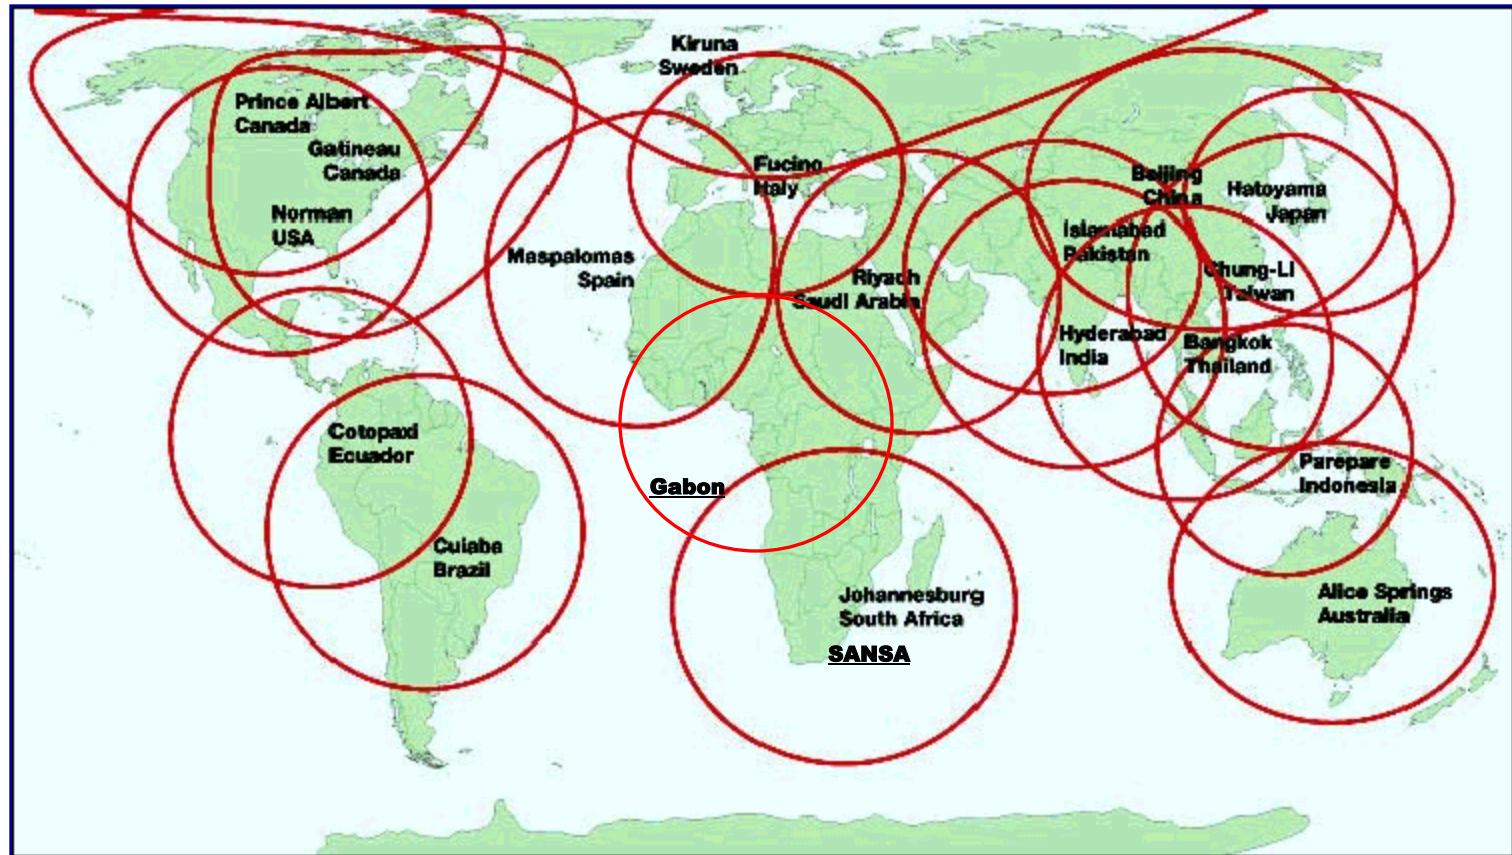 Kiruna
Sweden
Prince Albert
Canada
Gatineau
Canada
Norman
USA
Fucino
Italy
Maspalomas
Spain
Riyadh
Saudi Arabia
Beijing
China
Hatoyama
Japan
Islamabad
Pakistan
Chung-Li
Taiwan
Hyderabad
India
Bangkok
Thailand
Cotopaxi
Ecuador
Gabon
Parepare
Indonesia
Cuiaba
Brazil
Johannesburg
South Africa
SANSA
Alice Springs
Australia